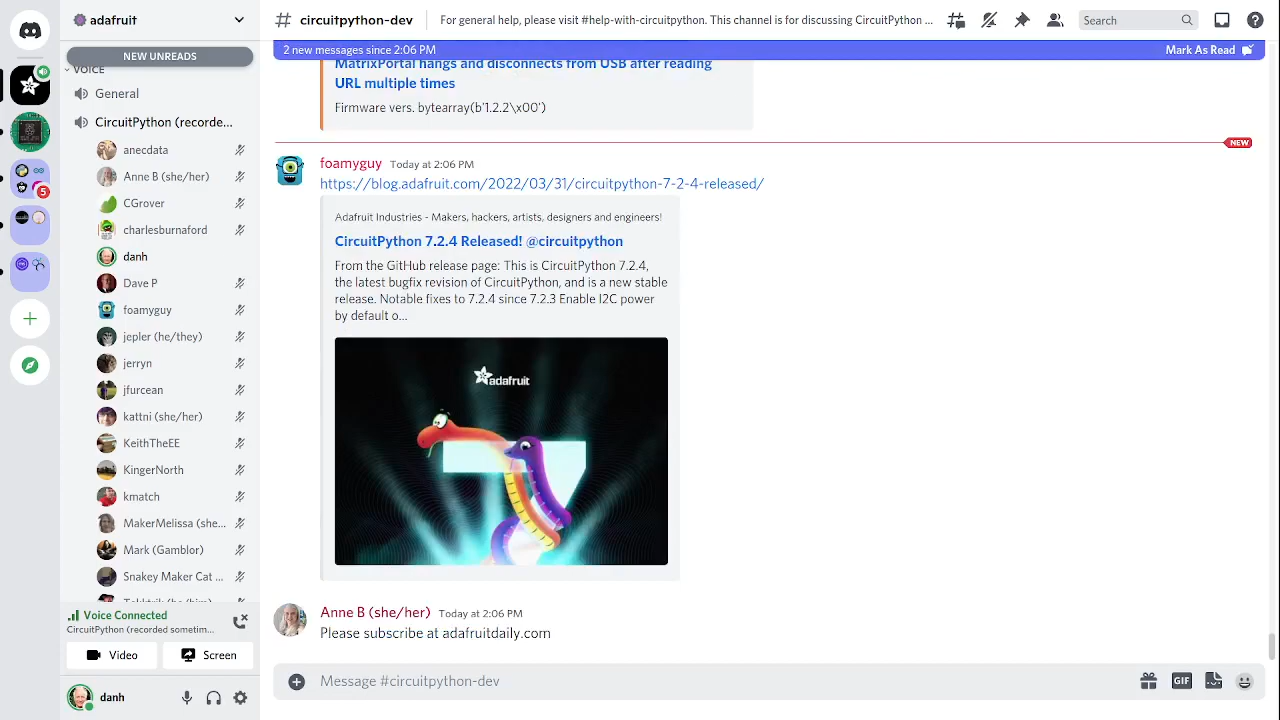 adafruit
# circuitpython-dev
For general help, please visit #help-with-circuitpython. This channel is for discussing CircuitPython ...
Search
NEW UNREADS
2 new messages since 2:06 PM
Mark As Read
VOICE
General
CircuitPython (recorde...
anecdata
Anne B (she/her)
CGrover
charlesburnaford
danh
Dave P
foamyguy
jepler (he/they)
jerryn
jfurcean
kattni (she/her)
KeithTheEE
KingerNorth
kmatch
MakerMelissa (she...
Mark (Gamblor)
Snakey Maker Cat ...
5
Voice Connected
CircuitPython (recorded sometim...
Video
Screen
danh
MatrixPortal hangs and disconnects from USB after reading
URL multiple times
Firmware vers. bytearray(b'1.2.2\x00')
NEW
foamyguy Today at 2:06 PM
https://blog.adafruit.com/2022/03/31/circuitpython-7-2-4-released/
Adafruit Industries - Makers, hackers, artists, designers and engineers!
CircuitPython 7.2.4 Released! @circuitpython
From the GitHub release page: This is CircuitPython 7.2.4,
the latest bugfix revision of CircuitPython, and is a new stable
release. Notable fixes to 7.2.4 since 7.2.3 Enable I2C power
by default o...
adafruit
7
Anne B (she/her) Today at 2:06 PM
Please subscribe at adafruitdaily.com
Message #circuitpython-dev
GIF